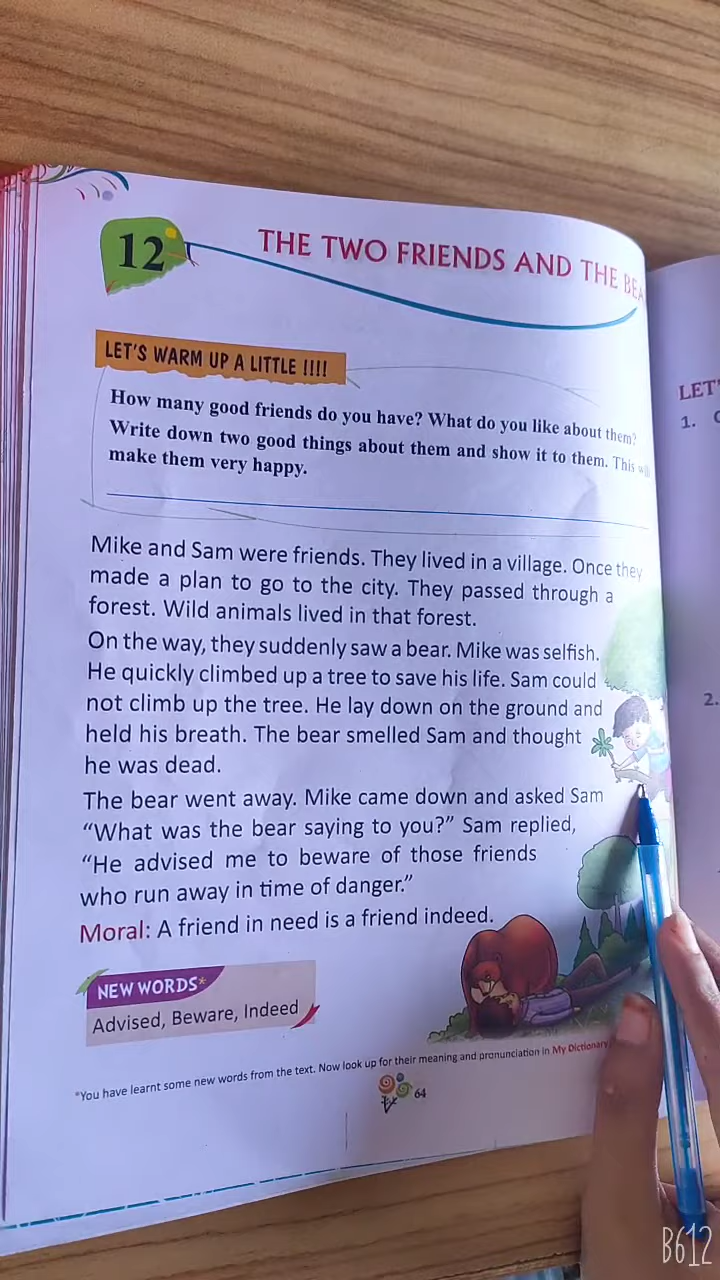 12
THE TWO FRIENDS AND THE BEA
LET'S WARM UP A LITTLE !!!!
How many good friends do you have? What do you like about them?
Write down two good things about them and show it to them. This
make them very happy.
Mike and Sam were friends. They lived in a village. Once they
made a plan to go to the city. They passed through a
forest. Wild animals lived in that forest.
On the way, they suddenly saw a bear. Mike was selfish.
He quickly climbed up a tree to save his life. Sam could
not climb up the tree. He lay down on the ground and
held his breath. The bear smelled Sam and thought
he was dead.
The bear went away. Mike came down and asked Sam
“What was the bear saying to you?” Sam replied,
“He advised me to beware of those friends
who run away in time of danger.”
Moral: A friend in need is a friend indeed.
NEW WORDS*
Advised, Beware, Indeed
*You have learnt some new words from the text. Now look up for their meaning and pronunciation in My Dictionary
64
LET'
1.
2.
B612